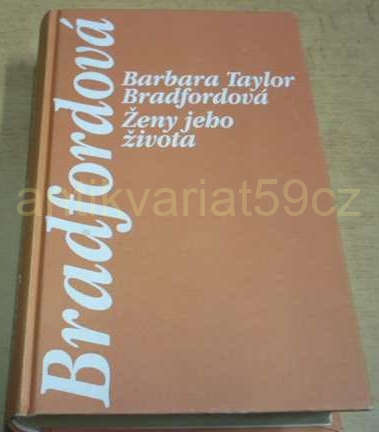 Bradfordová
Barbara Taylor
Bradfordová
Ženy jeho
života
antikvariat59cz